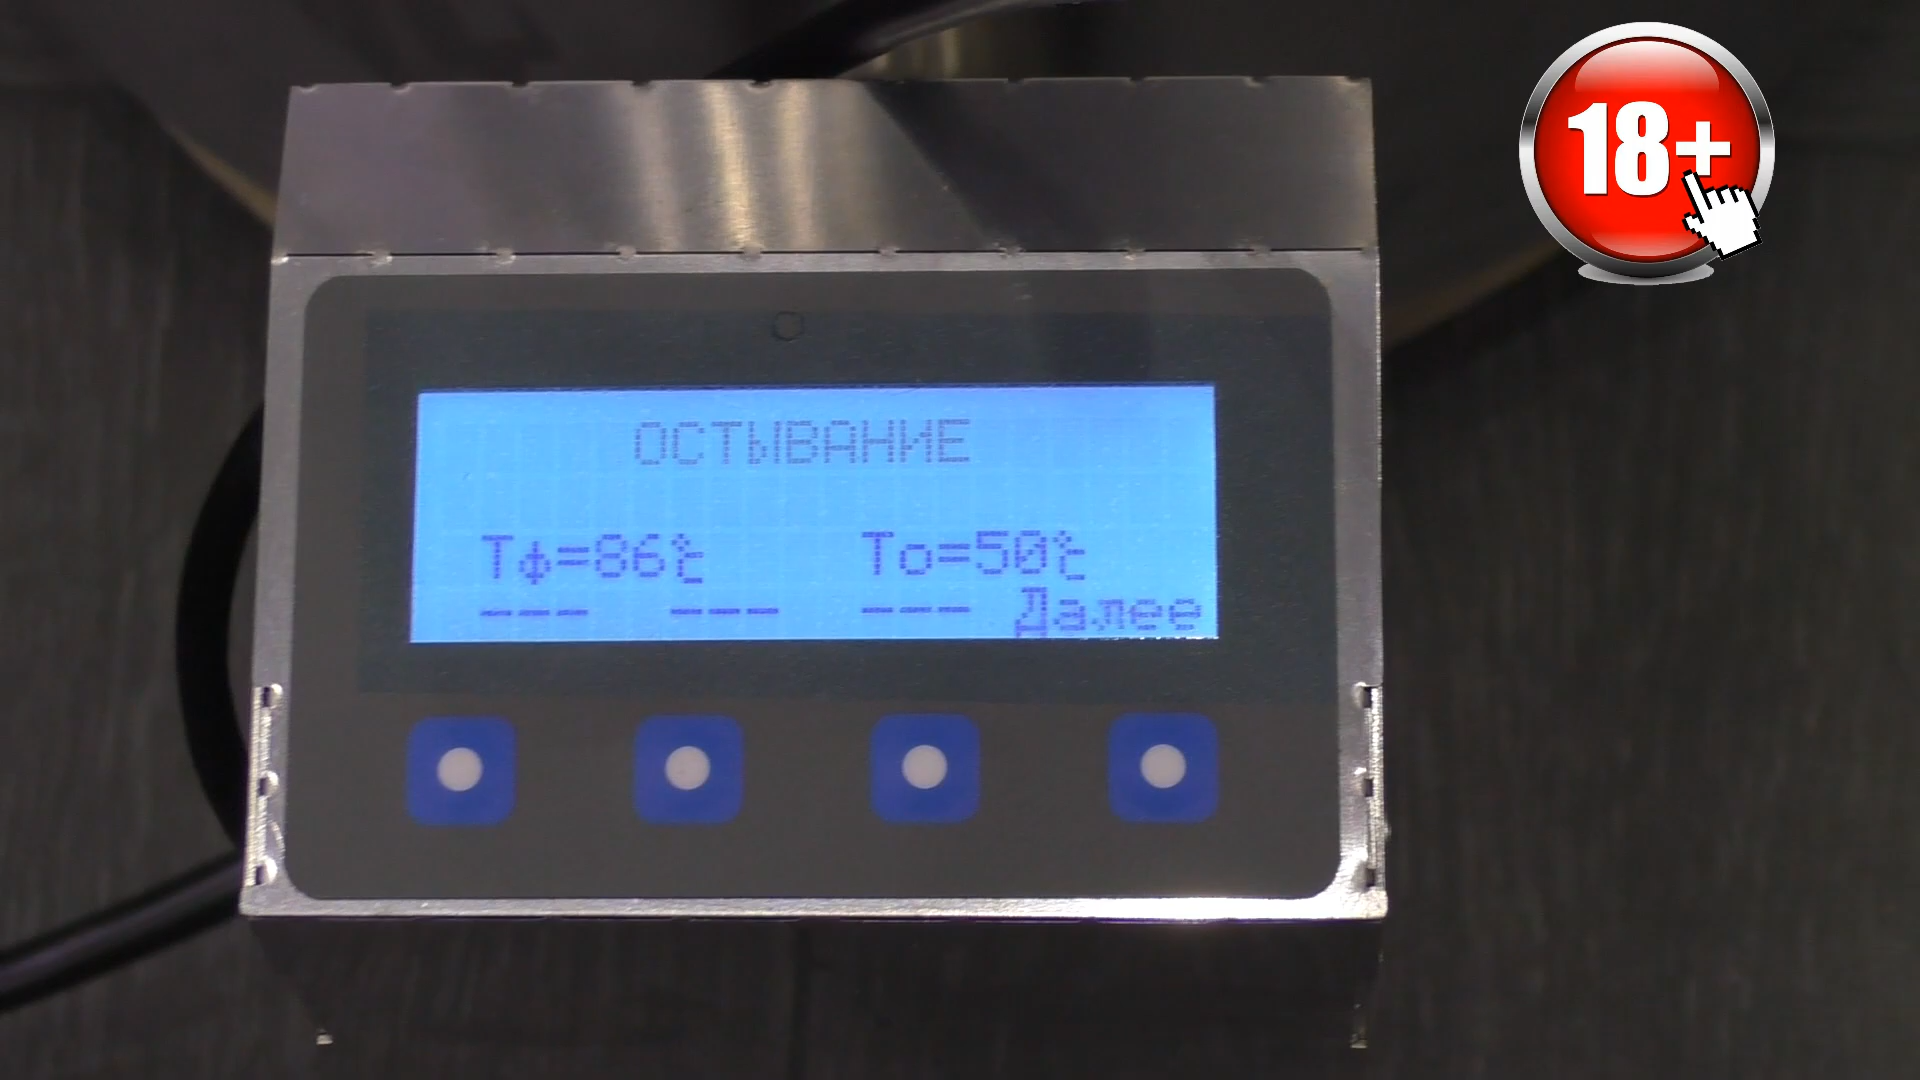 18+
ОСТЫВАНИЕ
Тф=86℃ То=50℃
--- --- --- Далее